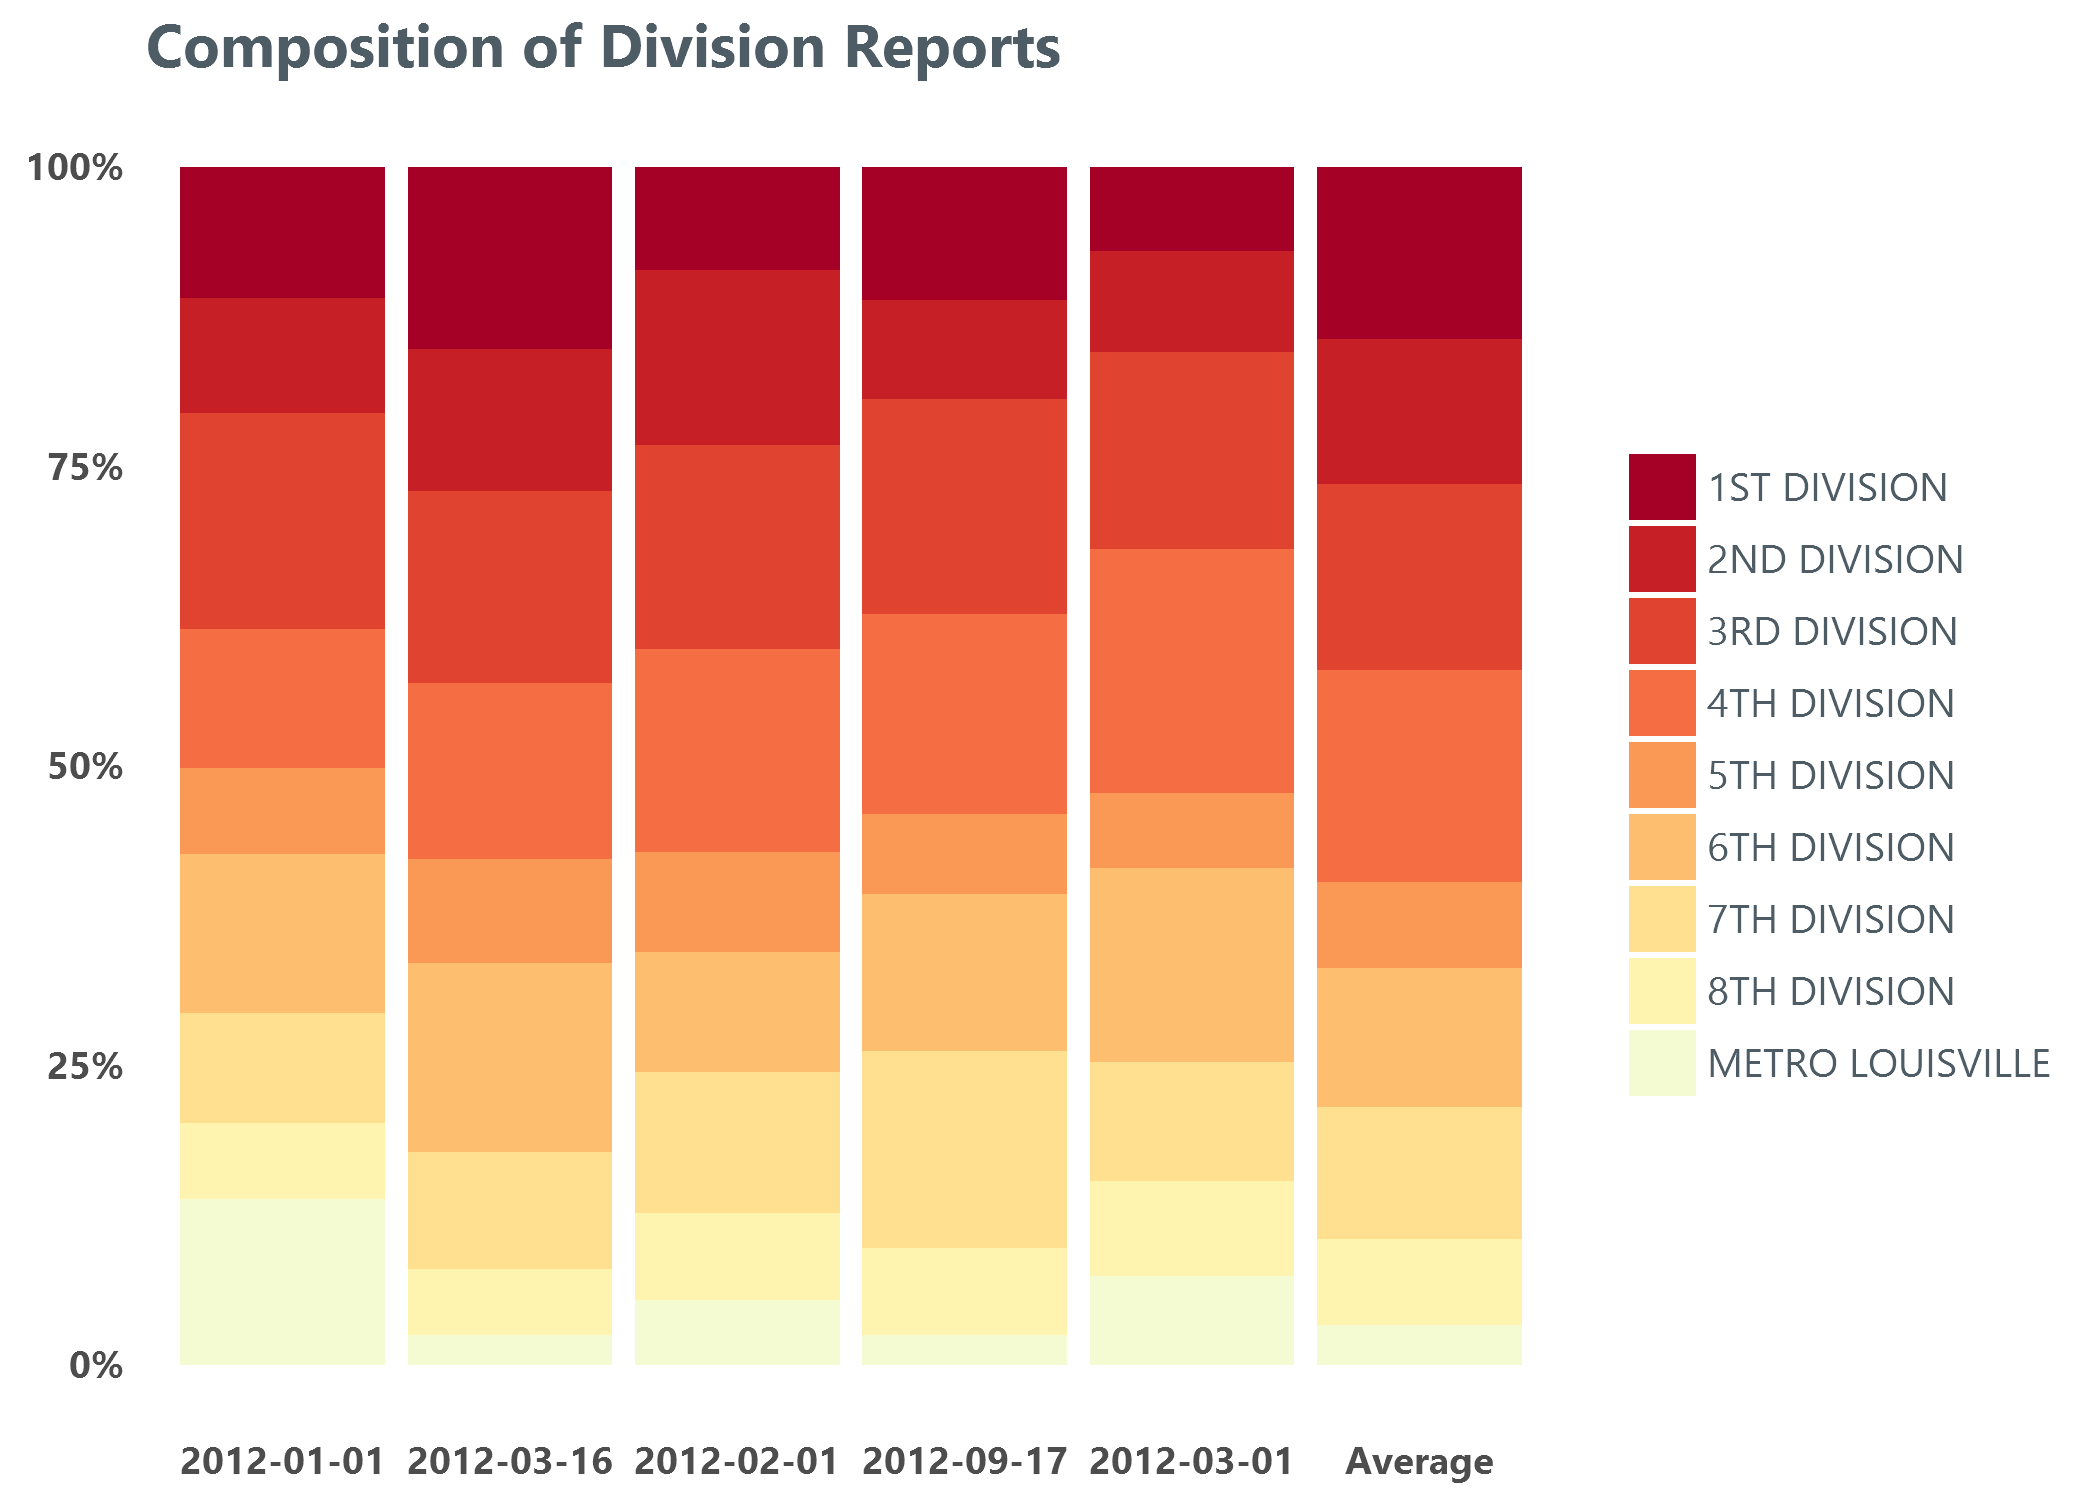 Composition of Division Reports
100%
75%
50%
25%
0%
2012-01-01 2012-03-16 2012-02-01 2012-09-17 2012-03-01 Average
1ST DIVISION
2ND DIVISION
3RD DIVISION
4TH DIVISION
5TH DIVISION
6TH DIVISION
7TH DIVISION
8TH DIVISION
METRO LOUISVILLE